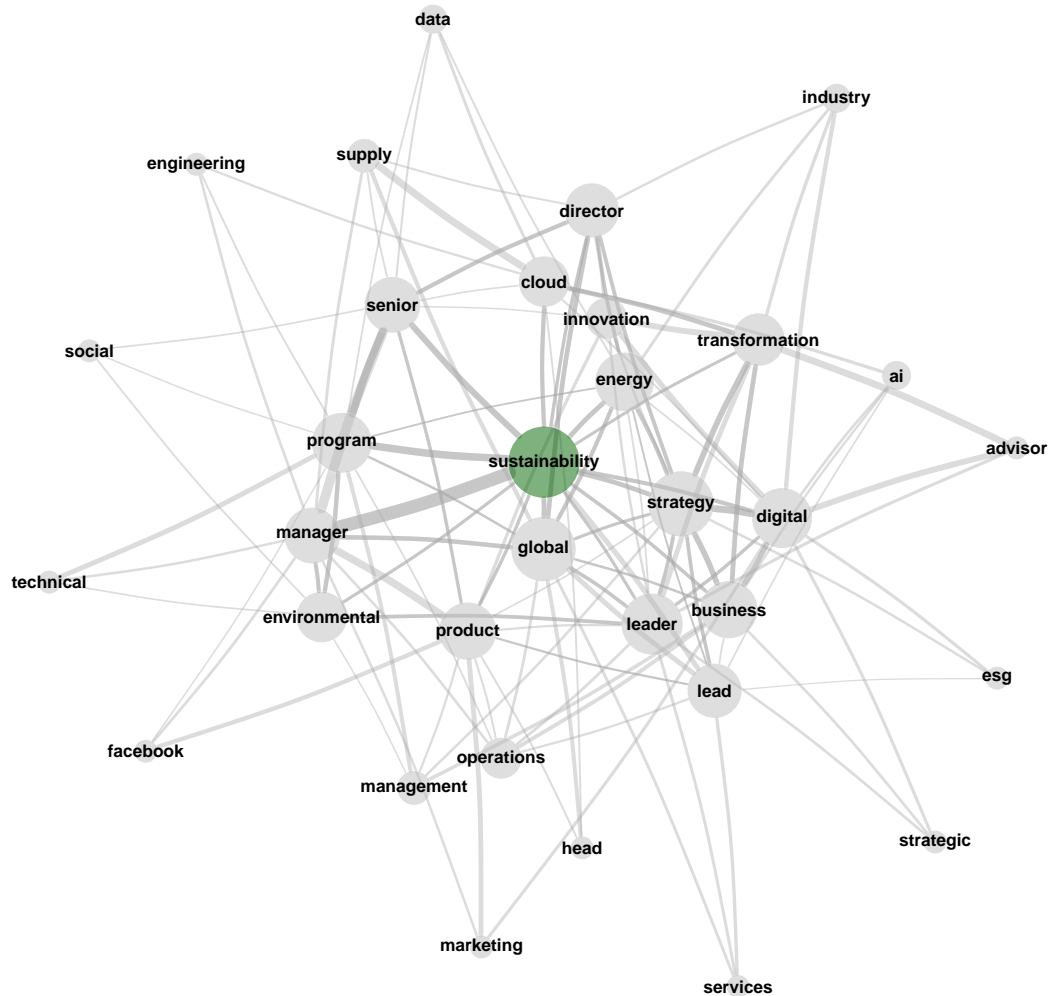 data
industry
supply
engineering
director
cloud
senior
innovation
transformation
social
energy
ai
program
advisor
sustainability
strategy
digital
manager
global
technical
business
environmental
leader
product
esg
lead
facebook
operations
management
strategic
head
marketing
services